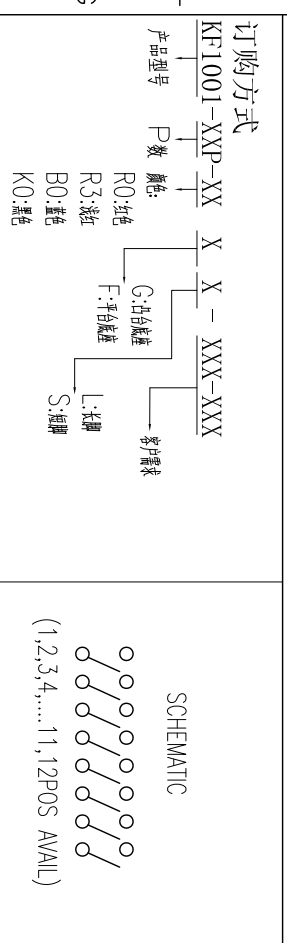 订购方式
KF1001-XXP-XX X X - XXX-XXX
产品型号
P数
颜色:
R0:红色
R3:浅红
B0:蓝色
K0:黑色
G:凸台底座
F:平台底座
L:长脚
S:短脚
客户需求
SCHEMATIC
(1,2,3,4,....11,12POS AVAIL)